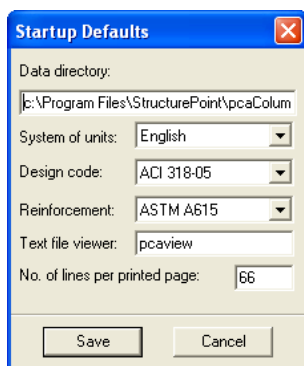 Startup Defaults
Data directory:
c:\Program Files\StructurePoint\pcaColum
System of units: English
Design code: ACI 318-05
Reinforcement: ASTM A615
Text file viewer: pcaview
No. of lines per printed page: 66
Save Cancel